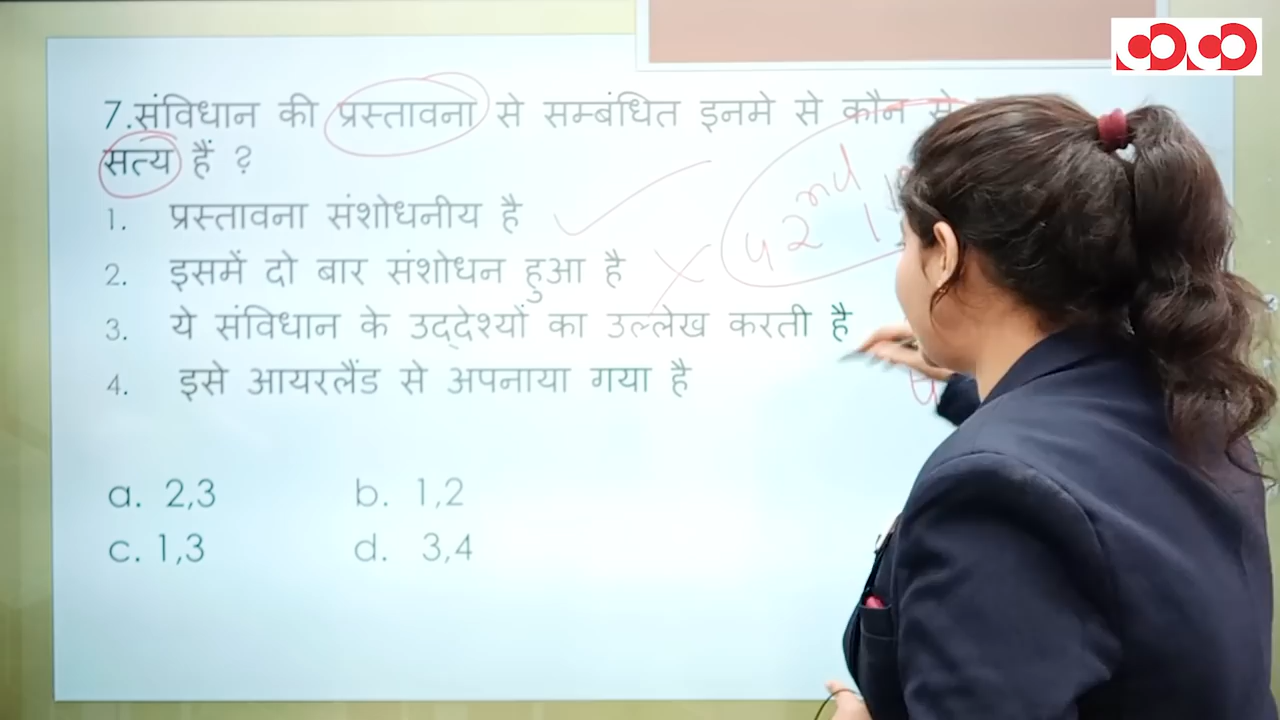 7.संविधान की प्रस्तावना से सम्बंधित इनमे से कौन से
सत्य हैं ?
1. प्रस्तावना संशोधनीय है
2. इसमें दो बार संशोधन हुआ है
3. ये संविधान के उद्देश्यों का उल्लेख करती है
4. इसे आयरलैंड से अपनाया गया है
a. 2,3 b. 1,2
c. 1,3 d. 3,4
42nd